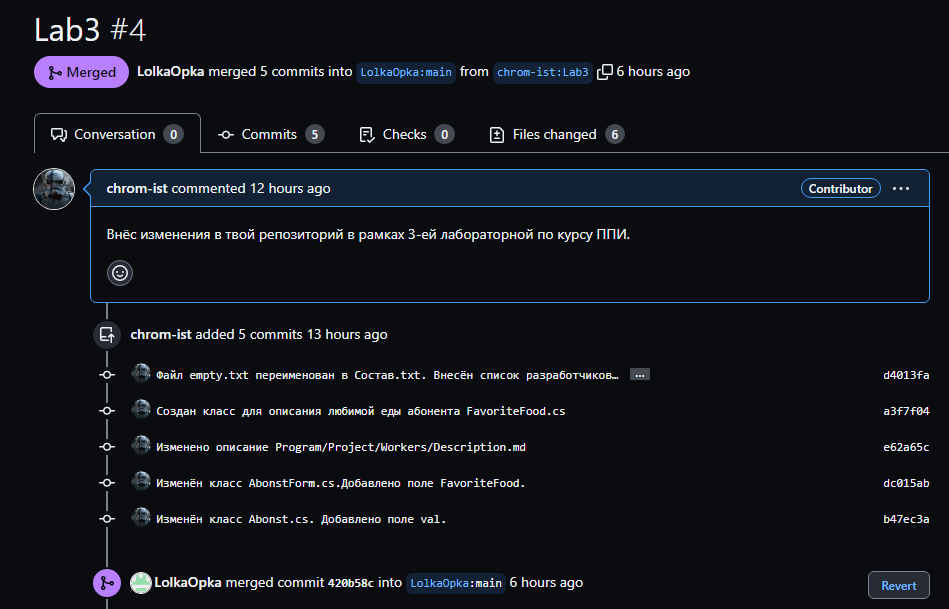 Lab3 #4
Merged LolkaOpka merged 5 commits into LolkaOpka:main from chrom-ist:Lab3 6 hours ago
Conversation 0 Commits 5 Checks 0 Files changed 6
chrom-ist commented 12 hours ago Contributor ...
Внёс изменения в твой репозиторий в рамках 3-ей лабораторной по курсу ППИ.
chrom-ist added 5 commits 13 hours ago
Файл empty.txt переименован в Состав.txt. Внесён список разработчиков… ... d4013fa
Создан класс для описания любимой еды абонента FavoriteFood.cs a3f7f04
Изменено описание Program/Project/Workers/Description.md e62a65c
Изменён класс AbonstForm.cs.Добавлено поле FavoriteFood. dc015ab
Изменён класс Abonst.cs. Добавлено поле val. b47ec3a
LolkaOpka merged commit 420b58c into LolkaOpka:main 6 hours ago Revert